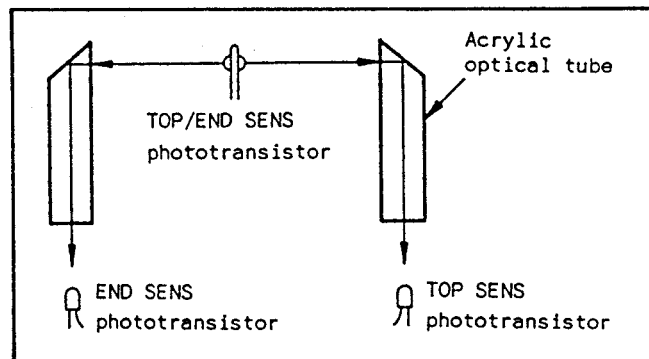 Acrylic
optical tube
TOP/END SENS
phototransistor
END SENS
phototransistor
TOP SENS
phototransistor